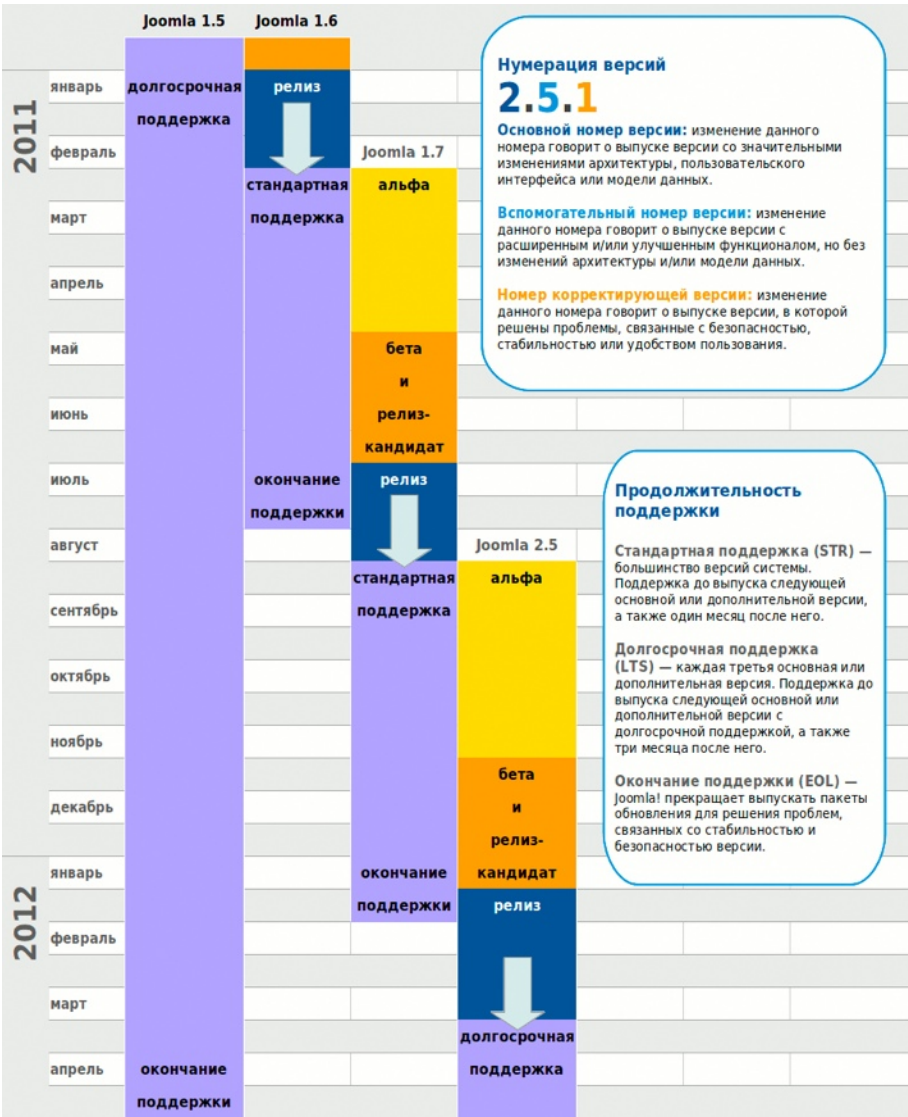 Joomla 1.5 Joomla 1.6
2011
январь долгосрочная релиз
поддержка
февраль Joomla 1.7
стандартная альфа
март поддержка
апрель
май бета
и
июнь релиз-
кандидат
июль окончание релиз
поддержки
август Joomla 2.5
стандартная альфа
сентябрь поддержка
октябрь
ноябрь
бета
декабрь и
релиз-
2012
январь окончание кандидат
поддержки релиз
февраль
март
долгосрочная
апрель окончание поддержка
поддержки
Нумерация версий
2.5.1
Основной номер версии: изменение данного
номера говорит о выпуске версии со значительными
изменениями архитектуры, пользовательского
интерфейса или модели данных.
Вспомогательный номер версии: изменение
данного номера говорит о выпуске версии с
расширенным и/или улучшенным функционалом, но без
изменений архитектуры и/или модели данных.
Номер корректирующей версии: изменение
данного номера говорит о выпуске версии, в которой
решены проблемы, связанные с безопасностью,
стабильностью или удобством пользования.
Продолжительность
поддержки
Стандартная поддержка (STR) —
большинство версий системы.
Поддержка до выпуска следующей
основной или дополнительной версии,
а также один месяц после него.
Долгосрочная поддержка
(LTS) — каждая третья основная или
дополнительная версия. Поддержка до
выпуска следующей основной или
дополнительной версии с
долгосрочной поддержкой, а также
три месяца после него.
Окончание поддержки (EOL) —
Joomla! прекращает выпускать пакеты
обновления для решения проблем,
связанных со стабильностью и
безопасностью версии.